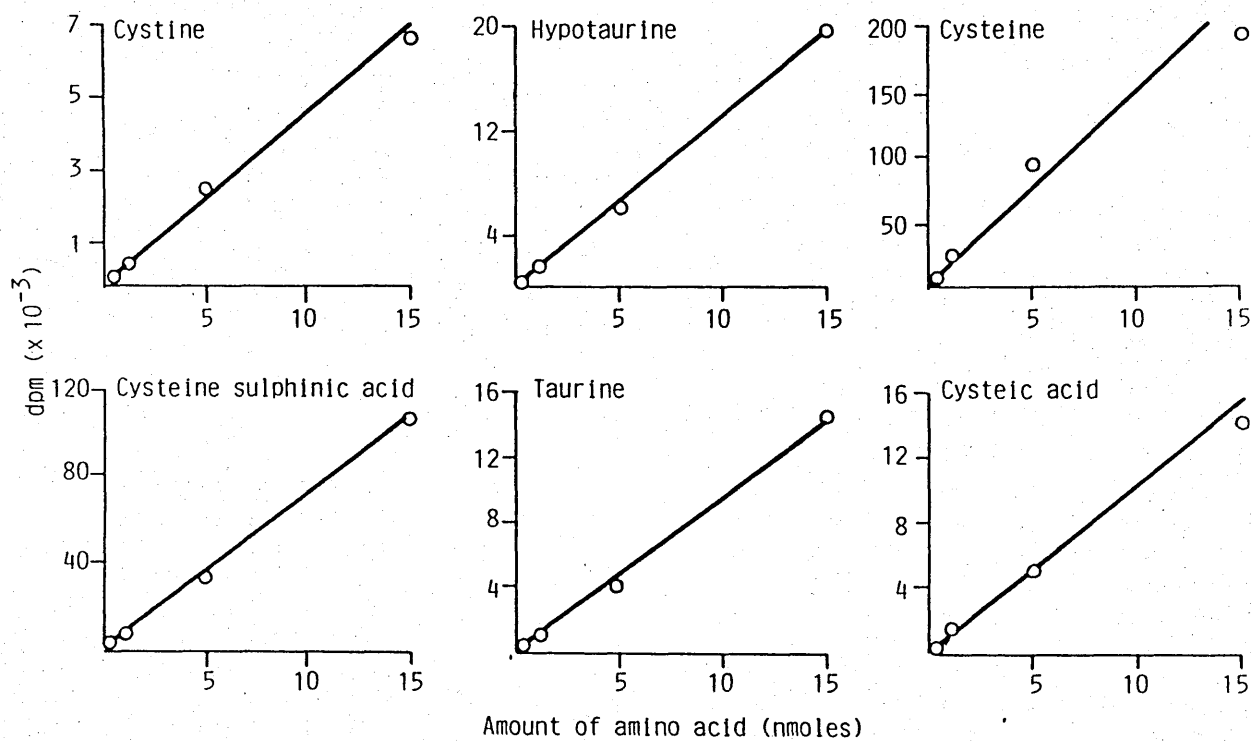 dpm (x 10⁻³)
Cystine
7
5
3
1
5 10 15
Hypotaurine
20
12
4
5 10 15
Cysteine
200
150
100
50
5 10 15
Cysteine sulphinic acid
120
80
40
5 10 15
Taurine
16
12
8
4
5 10 15
Cysteic acid
16
12
8
4
5 10 15
Amount of amino acid (nmoles)